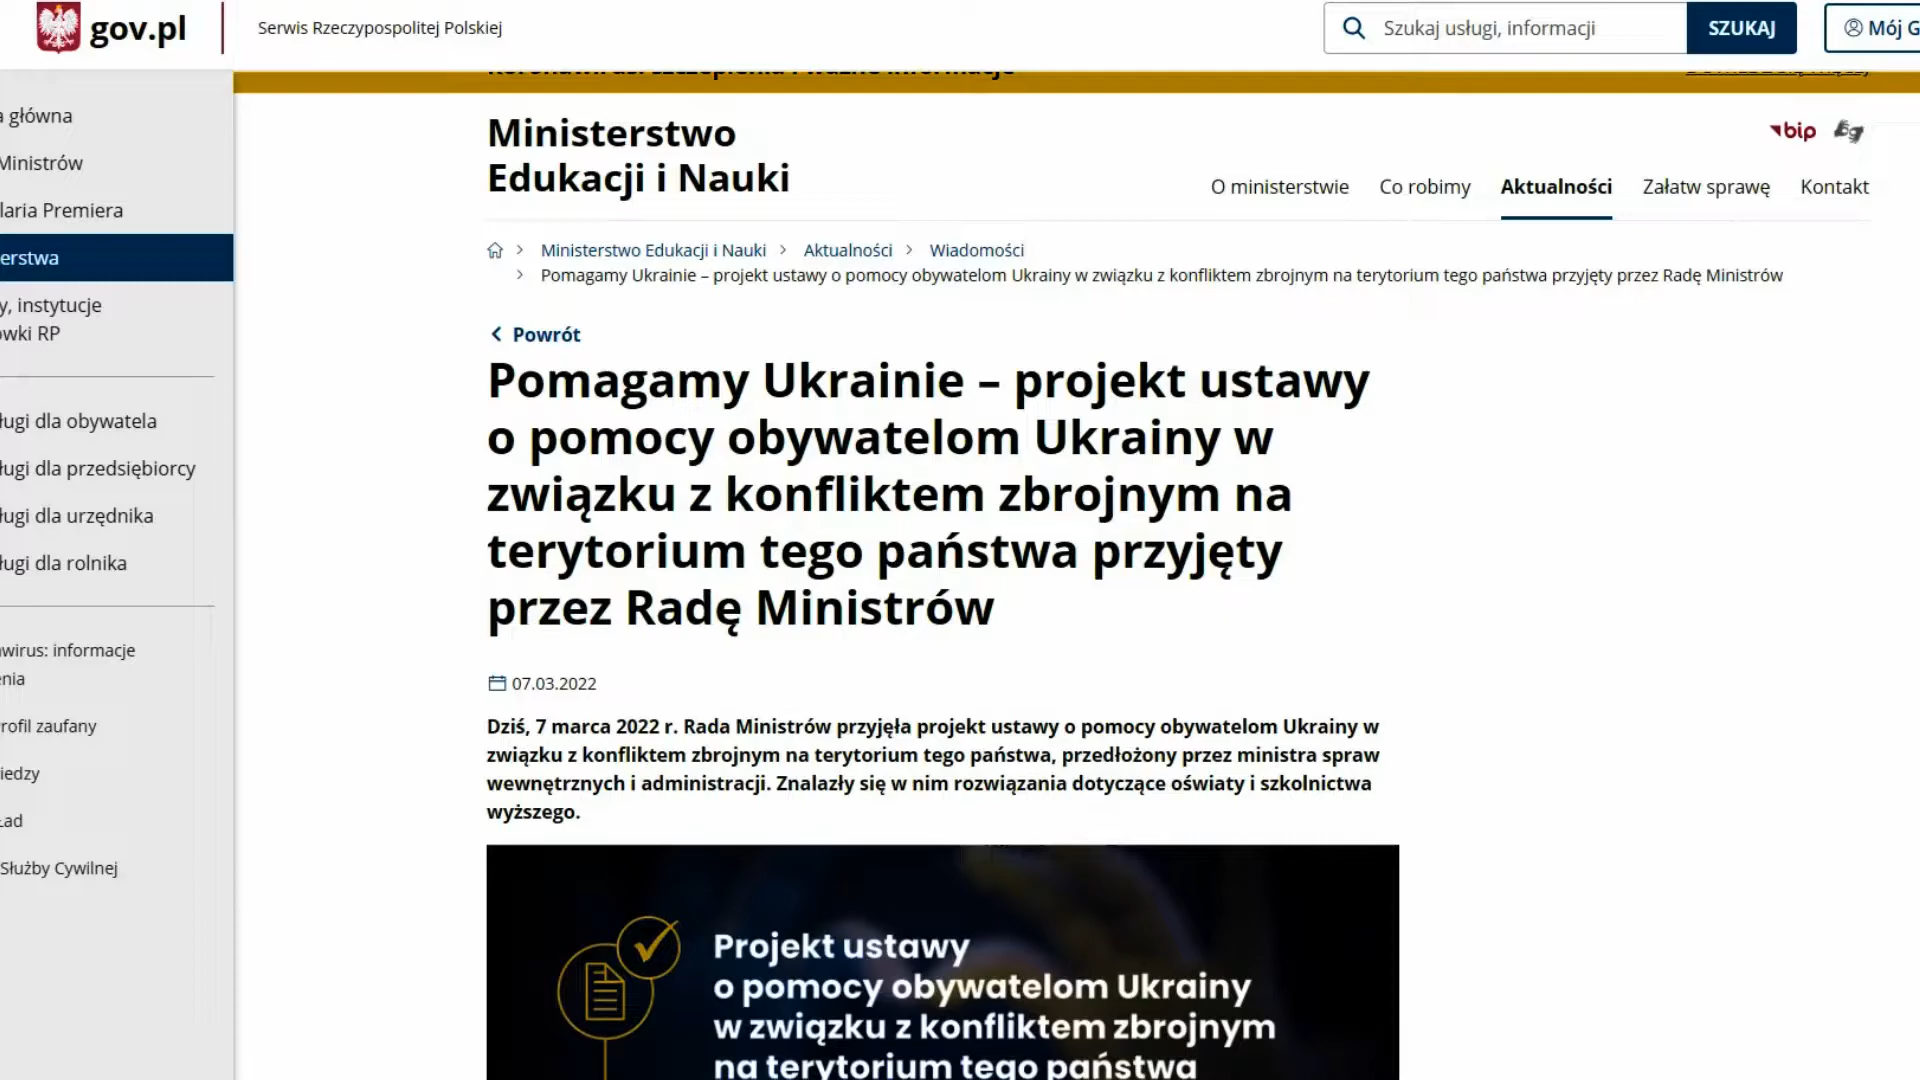 gov.pl
Serwis Rzeczypospolitej Polskiej
Szukaj usługi, informacji
SZUKAJ
Mój G
główna
Ministrów
laria Premiera
erstwa
y, instytucje
wki RP
ugi dla obywatela
ugi dla przedsiębiorcy
ugi dla urzędnika
ugi dla rolnika
wirus: informacje
enia
rofil zaufany
iedzy
Ład
Służby Cywilnej
Ministerstwo
Edukacji i Nauki
bip
O ministerstwie Co robimy Aktualności Załatw sprawę Kontakt
> Ministerstwo Edukacji i Nauki > Aktualności > Wiadomości
> Pomagamy Ukrainie – projekt ustawy o pomocy obywatelom Ukrainy w związku z konfliktem zbrojnym na terytorium tego państwa przyjęty przez Radę Ministrów
Powrót
Pomagamy Ukrainie – projekt ustawy
o pomocy obywatelom Ukrainy w
związku z konfliktem zbrojnym na
terytorium tego państwa przyjęty
przez Radę Ministrów
07.03.2022
Dziś, 7 marca 2022 r. Rada Ministrów przyjęła projekt ustawy o pomocy obywatelom Ukrainy w
związku z konfliktem zbrojnym na terytorium tego państwa, przedłożony przez ministra spraw
wewnętrznych i administracji. Znalazły się w nim rozwiązania dotyczące oświaty i szkolnictwa
wyższego.
Projekt ustawy
o pomocy obywatelom Ukrainy
w związku z konfliktem zbrojnym
na terytorium tego państwa